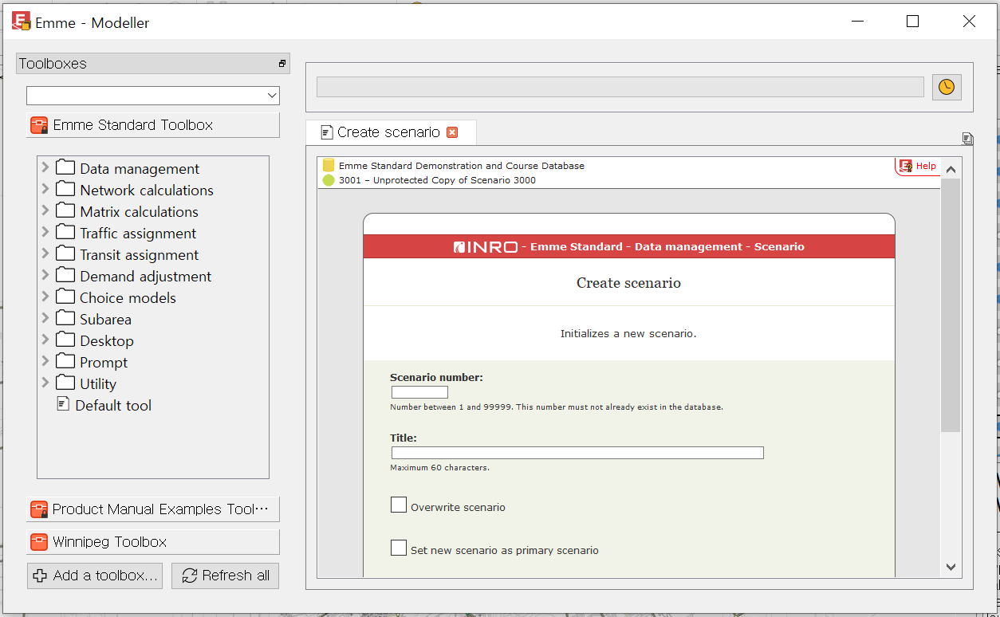 Emme - Modeller
Toolboxes
Emme Standard Toolbox
Data management
Network calculations
Matrix calculations
Traffic assignment
Transit assignment
Demand adjustment
Choice models
Subarea
Desktop
Prompt
Utility
Default tool
Product Manual Examples Tool···
Winnipeg Toolbox
Add a toolbox...
Refresh all
Create scenario
Emme Standard Demonstration and Course Database
3001 – Unprotected Copy of Scenario 3000
Help
INRO - Emme Standard - Data management - Scenario
Create scenario
Initializes a new scenario.
Scenario number:
Number between 1 and 99999. This number must not already exist in the database.
Title:
Maximum 60 characters.
Overwrite scenario
Set new scenario as primary scenario